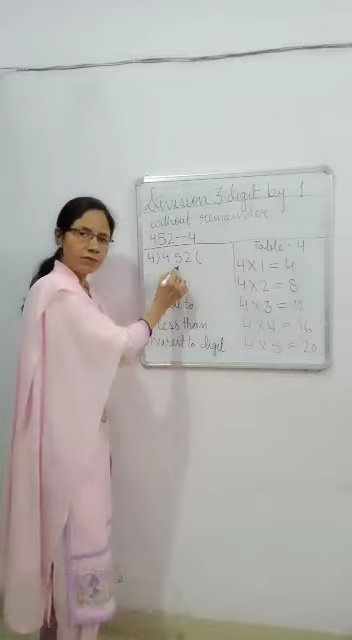 Division 3 digit by 1
without remainder
452÷4
4)452(
to
less than
nearest to digit
Table - 4
4×1=4
4×2=8
4×3=12
4×4=16
4×5=20